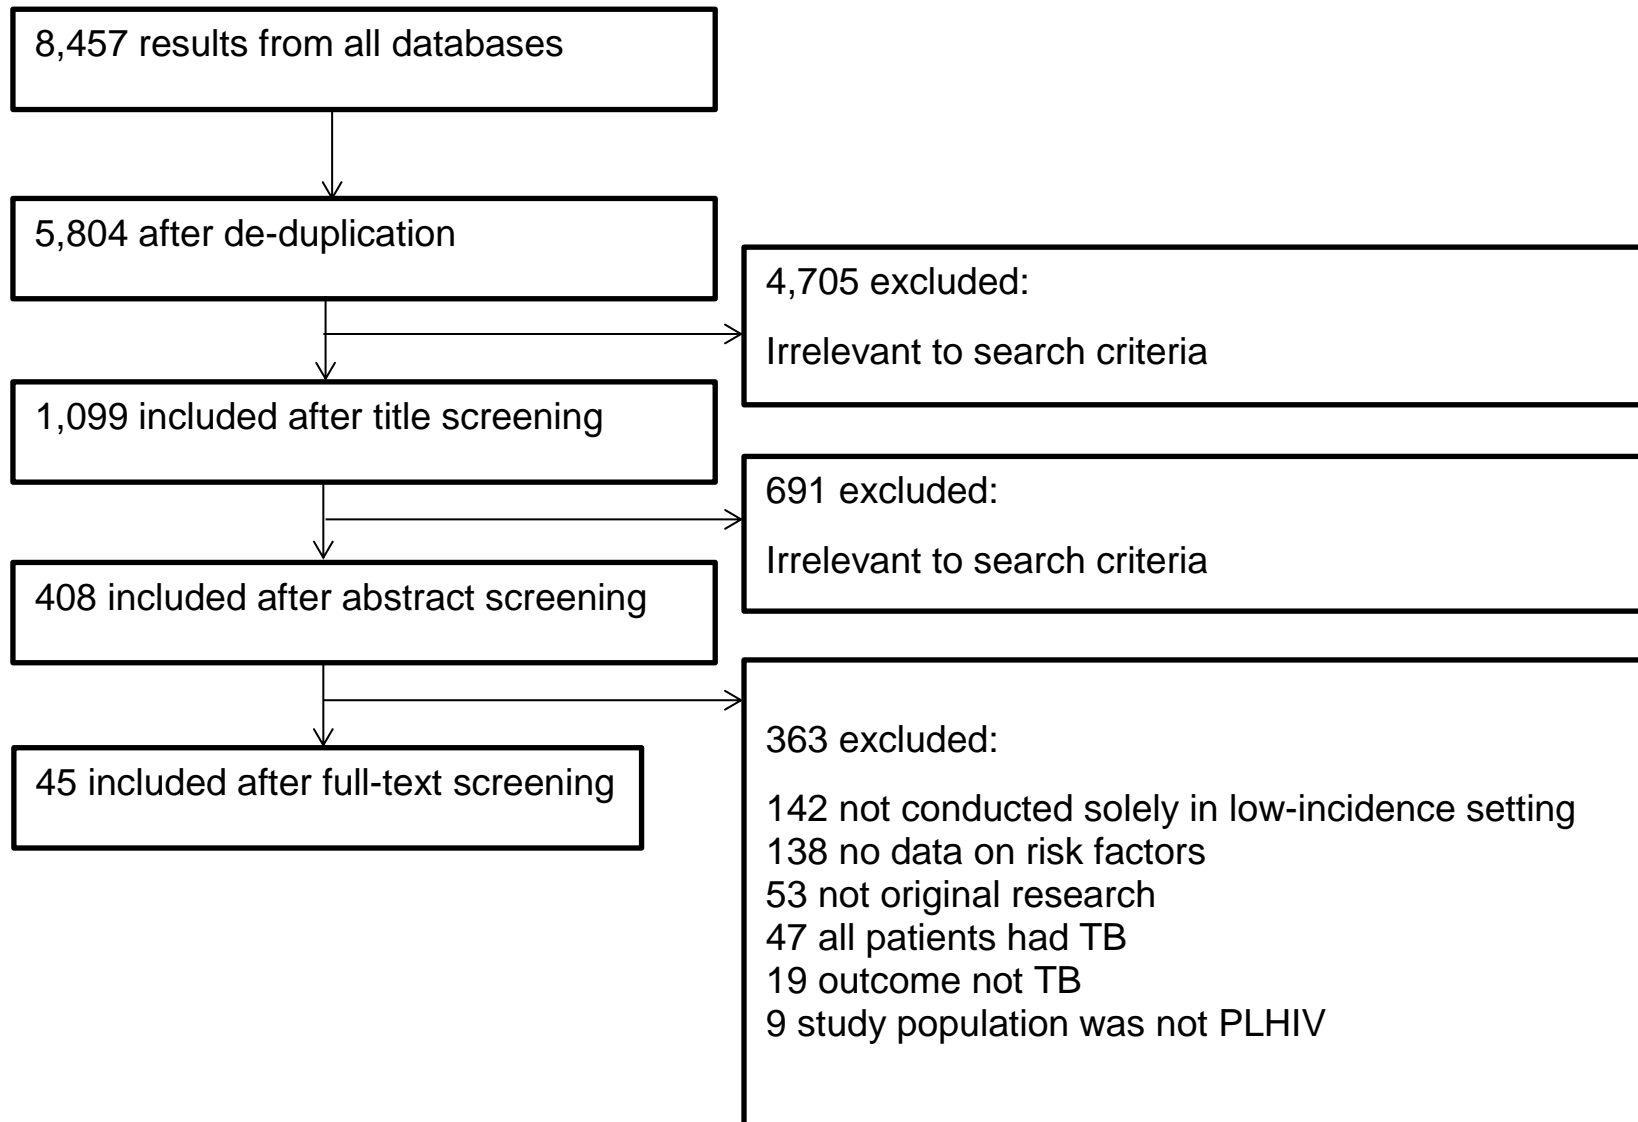 8,457 results from all databases
5,804 after de-duplication
4,705 excluded:
Irrelevant to search criteria
1,099 included after title screening
691 excluded:
Irrelevant to search criteria
408 included after abstract screening
363 excluded:
142 not conducted solely in low-incidence setting
138 no data on risk factors
53 not original research
47 all patients had TB
19 outcome not TB
9 study population was not PLHIV
45 included after full-text screening